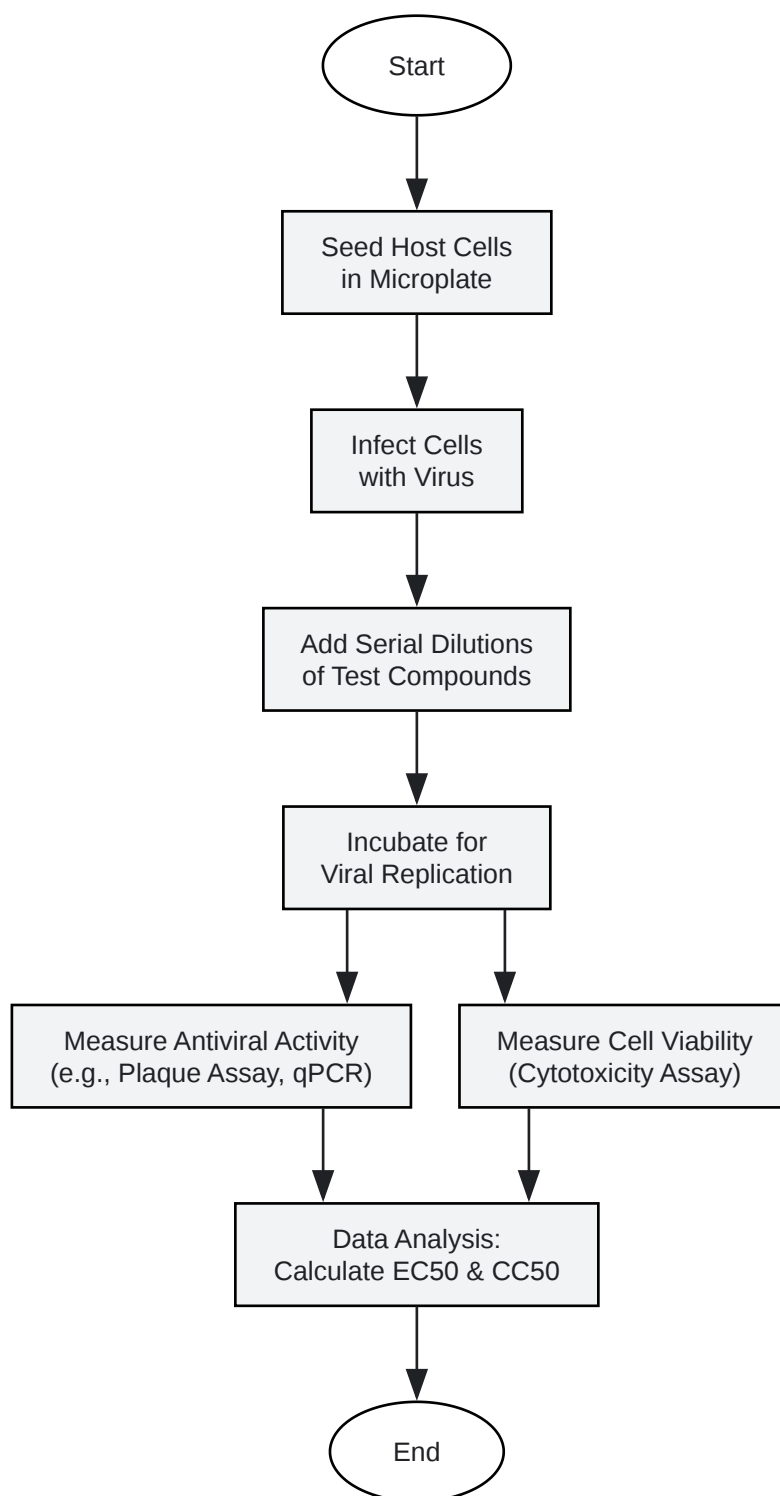 Start
Seed Host Cells
in Microplate
Infect Cells
with Virus
Add Serial Dilutions
of Test Compounds
Incubate for
Viral Replication
Measure Antiviral Activity
(e.g., Plaque Assay, qPCR)
Measure Cell Viability
(Cytotoxicity Assay)
Data Analysis:
Calculate EC50 & CC50
End